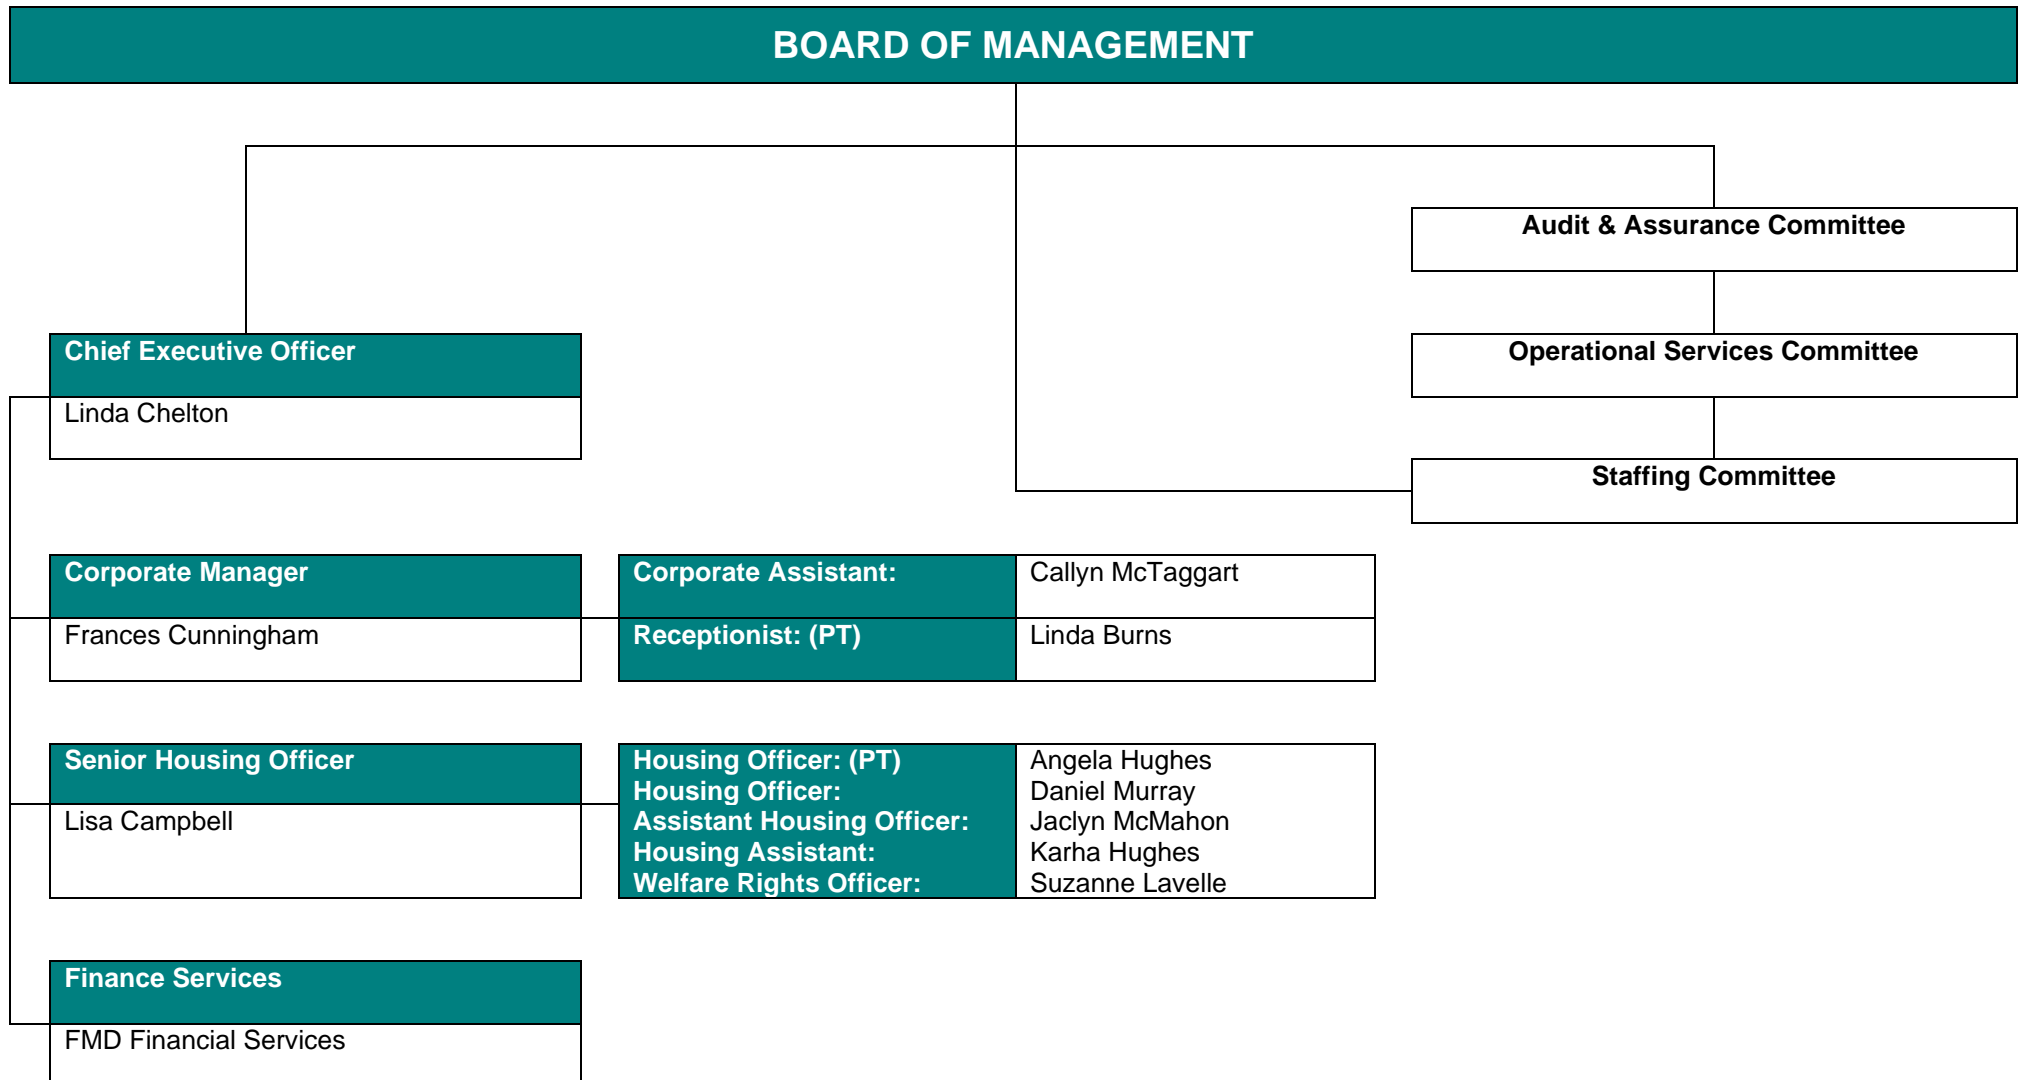 BOARD OF MANAGEMENT
Audit & Assurance Committee
Chief Executive Officer
Operational Services Committee
Linda Chelton
Staffing Committee
Corporate Manager
Corporate Assistant:
Callyn McTaggart
Frances Cunningham
Receptionist: (PT)
Linda Burns
Senior Housing Officer
Lisa Campbell
Housing Officer: (PT)
Angela Hughes
Housing Officer:
Daniel Murray
Assistant Housing Officer:
Jaclyn McMahon
Housing Assistant:
Karha Hughes
Welfare Rights Officer:
Suzanne Lavelle
Finance Services
FMD Financial Services